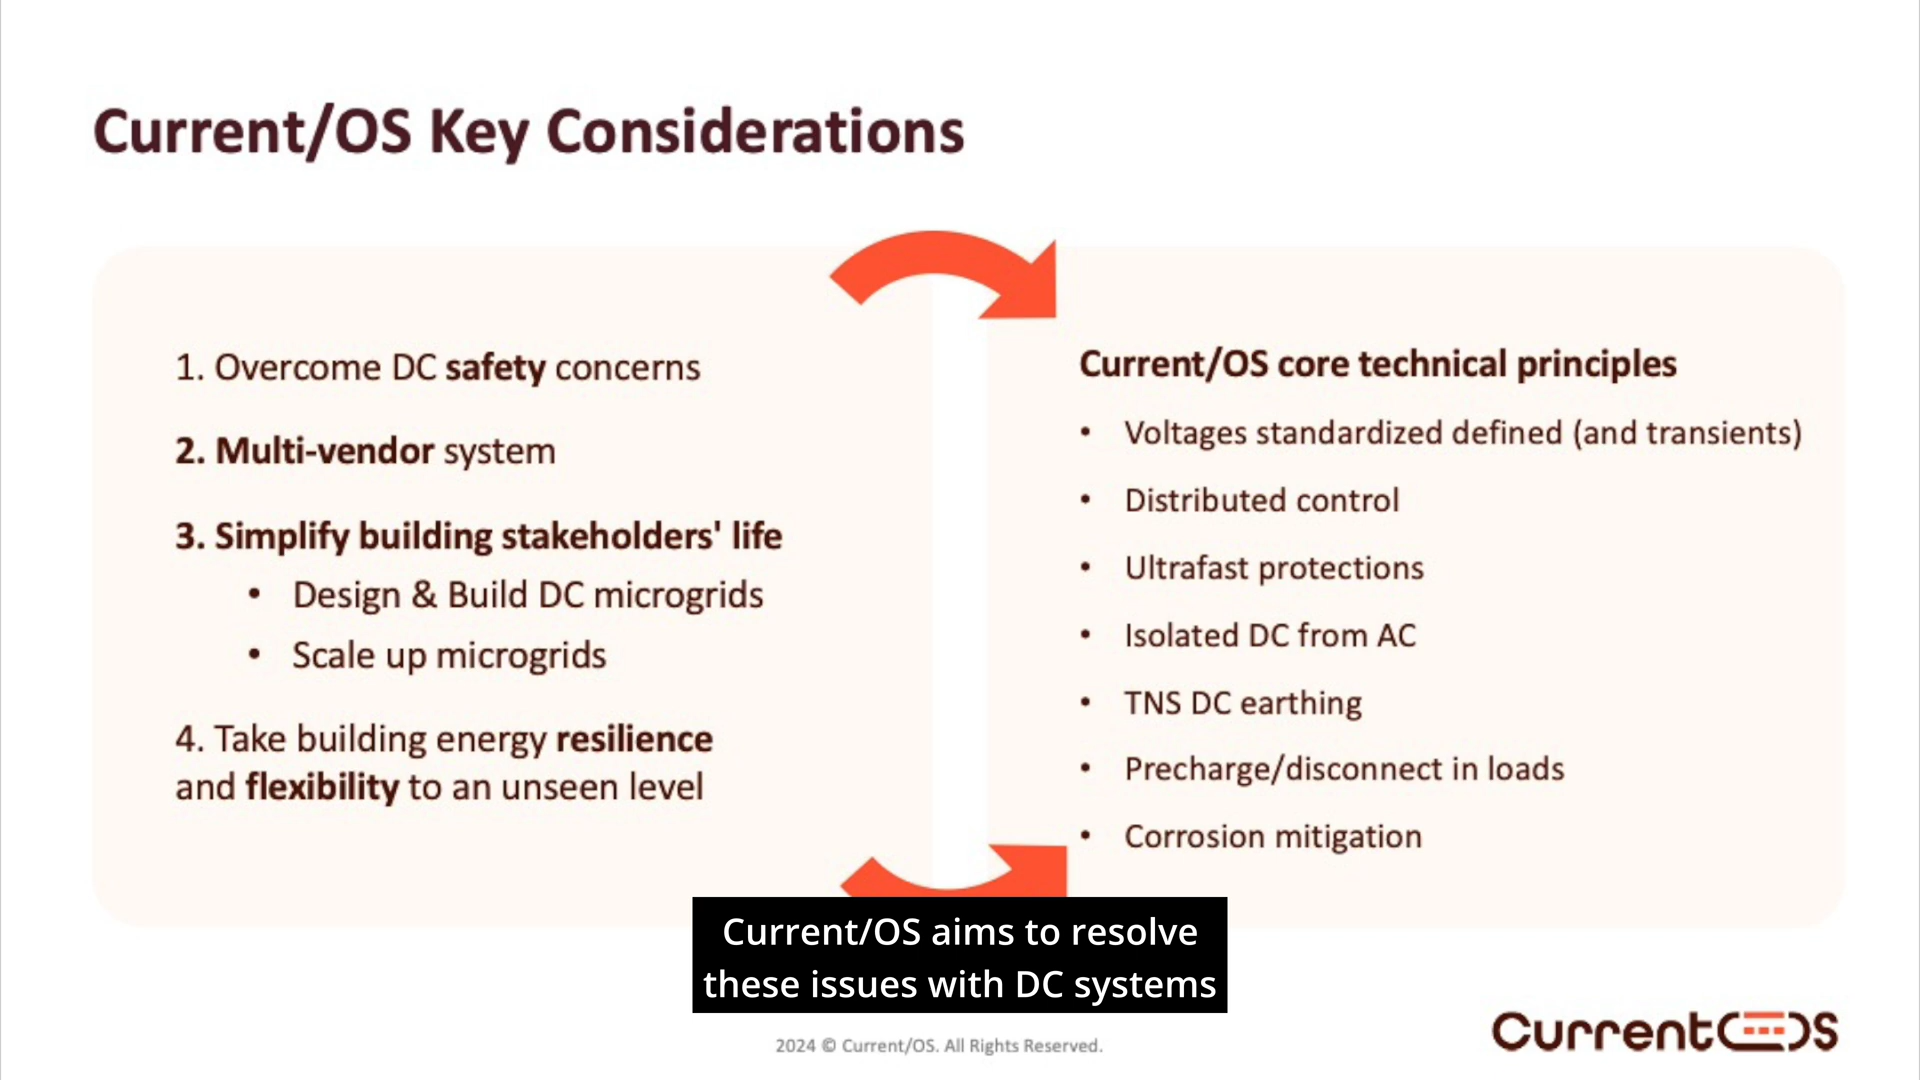 Current/OS Key Considerations
1. Overcome DC safety concerns
2. Multi-vendor system
3. Simplify building stakeholders' life
• Design & Build DC microgrids
• Scale up microgrids
4. Take building energy resilience
and flexibility to an unseen level
Current/OS core technical principles
• Voltages standardized defined (and transients)
• Distributed control
• Ultrafast protections
• Isolated DC from AC
• TNS DC earthing
• Precharge/disconnect in loads
• Corrosion mitigation
Current/OS aims to resolve
these issues with DC systems
2024 © Current/OS. All Rights Reserved.
CurrentOS